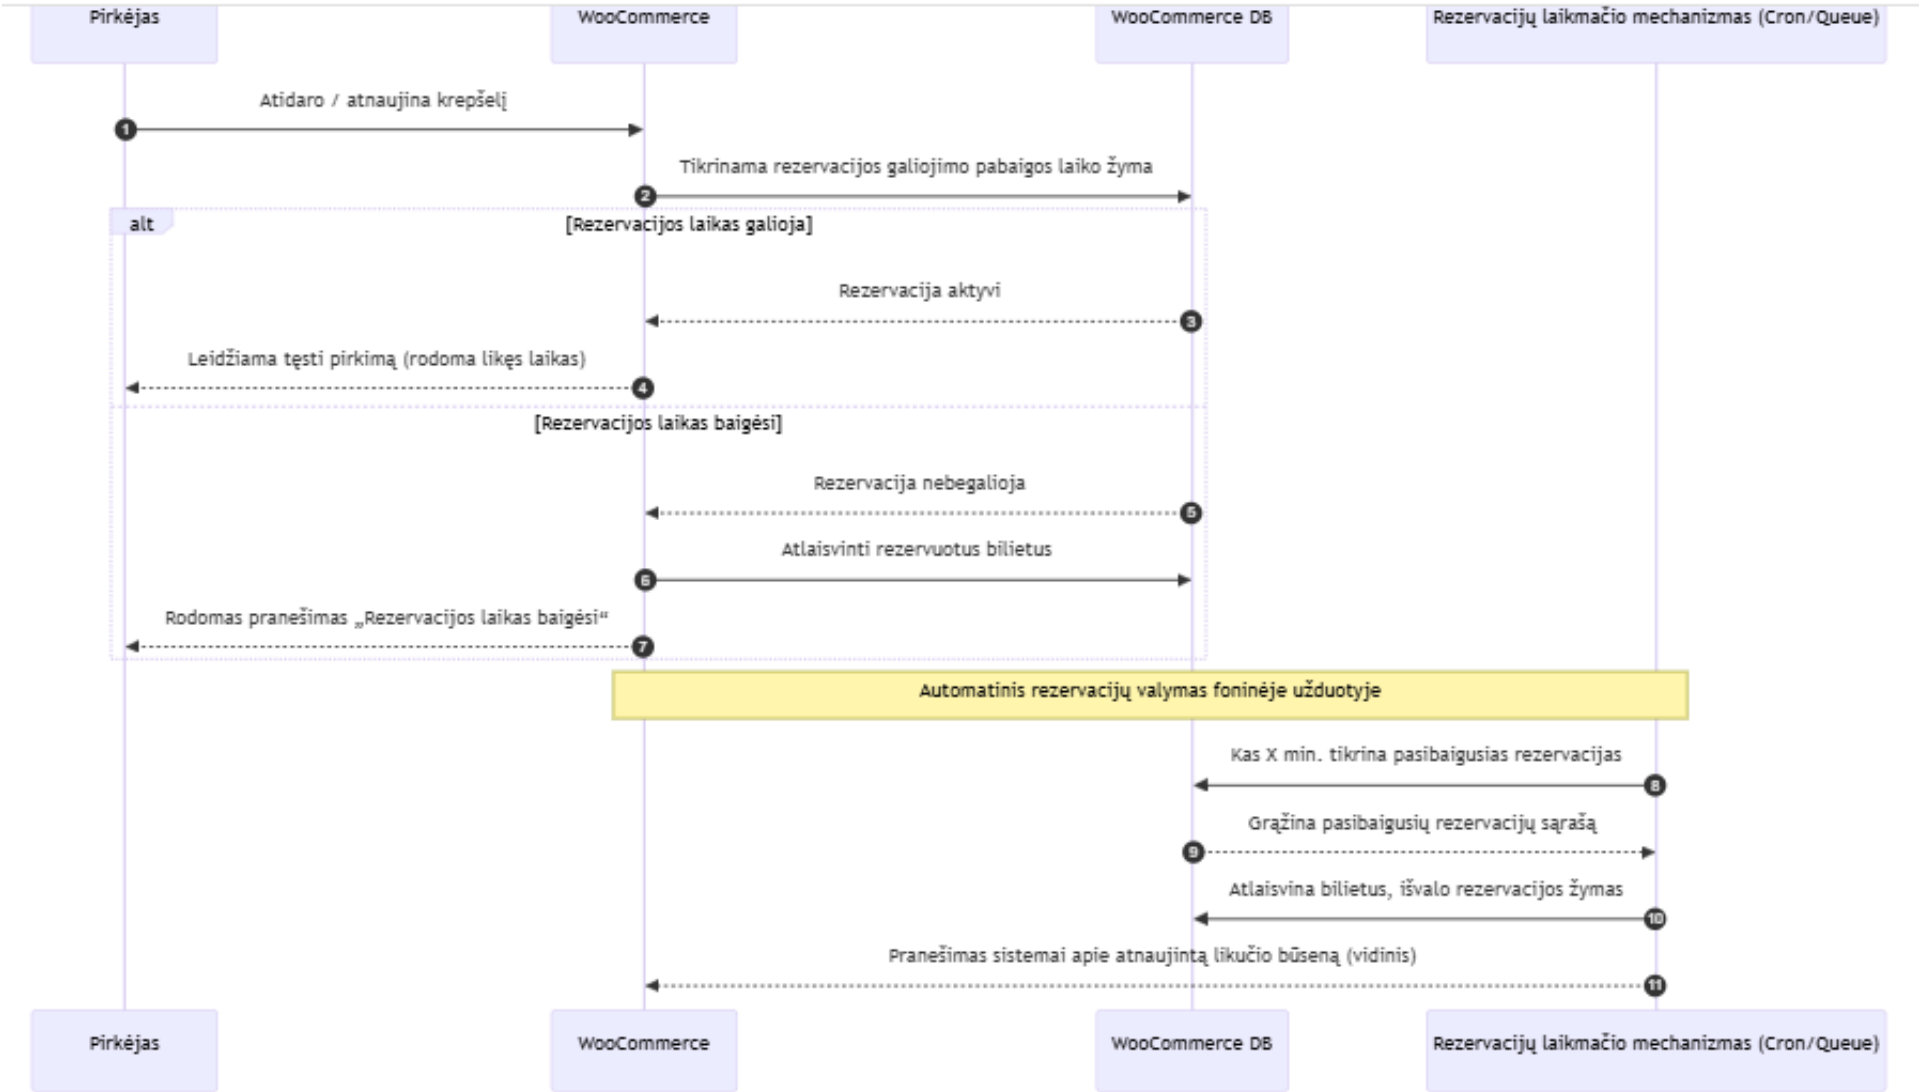 Pirkėjas
WooCommerce
WooCommerce DB
Rezervacijų laikmačio mechanizmas (Cron/Queue)
Atidaro / atnaujina krepšelį
1
Tikrinama rezervacijos galiojimo pabaigos laiko žyma
2
alt
[Rezervacijos laikas galioja]
Rezervacija aktyvi
3
Leidžiama tęsti pirkimą (rodoma likęs laikas)
4
[Rezervacijos laikas baigėsi]
Rezervacija nebegalioja
5
Atlaisvinti rezervuotus bilietus
6
Rodomas pranešimas „Rezervacijos laikas baigėsi“
7
Automatinis rezervacijų valymas foninėje užduotyje
Kas X min. tikrina pasibaigusias rezervacijas
8
Grąžina pasibaigusių rezervacijų sąrašą
9
Atlaisvina bilietus, išvalo rezervacijos žymas
10
Pranešimas sistemai apie atnaujintą likučio būseną (vidinis)
11
Pirkėjas
WooCommerce
WooCommerce DB
Rezervacijų laikmačio mechanizmas (Cron/Queue)